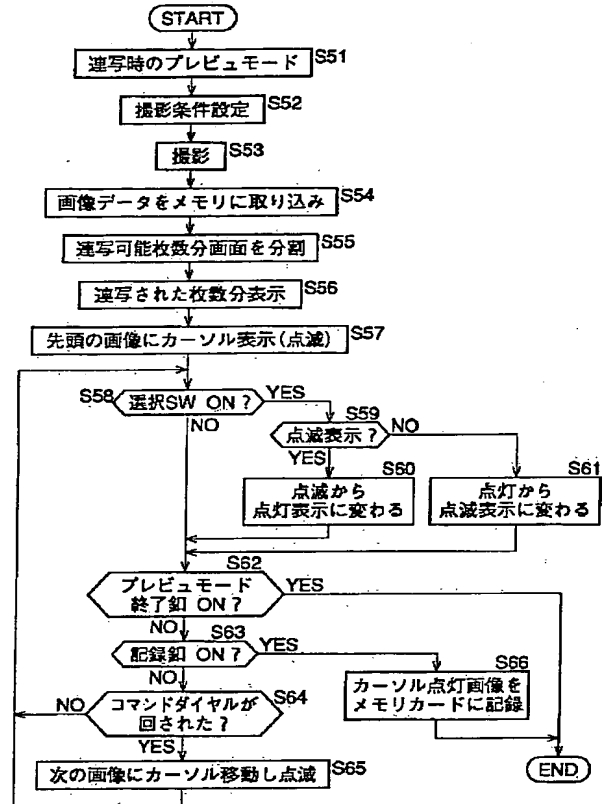 START
連写時のプレビュモード S51
撮影条件設定 S52
撮影 S53
画像データをメモリに取り込み S54
連写可能枚数分画面を分割 S55
連写された枚数分表示 S56
先頭の画像にカーソル表示(点滅) S57
S58 選択SW ON? YES
NO
S59
点滅表示? NO
YES
S60
点滅から
点灯表示に変わる
S61
点灯から
点滅表示に変わる
S62
プレビュモード
終了釦 ON?
YES
NO
S63
記録釦 ON? YES
NO
S66
カーソル点灯画像を
メモリカードに記録
S64
コマンドダイヤルが
回された?
NO
YES
次の画像にカーソル移動し点滅 S65
END